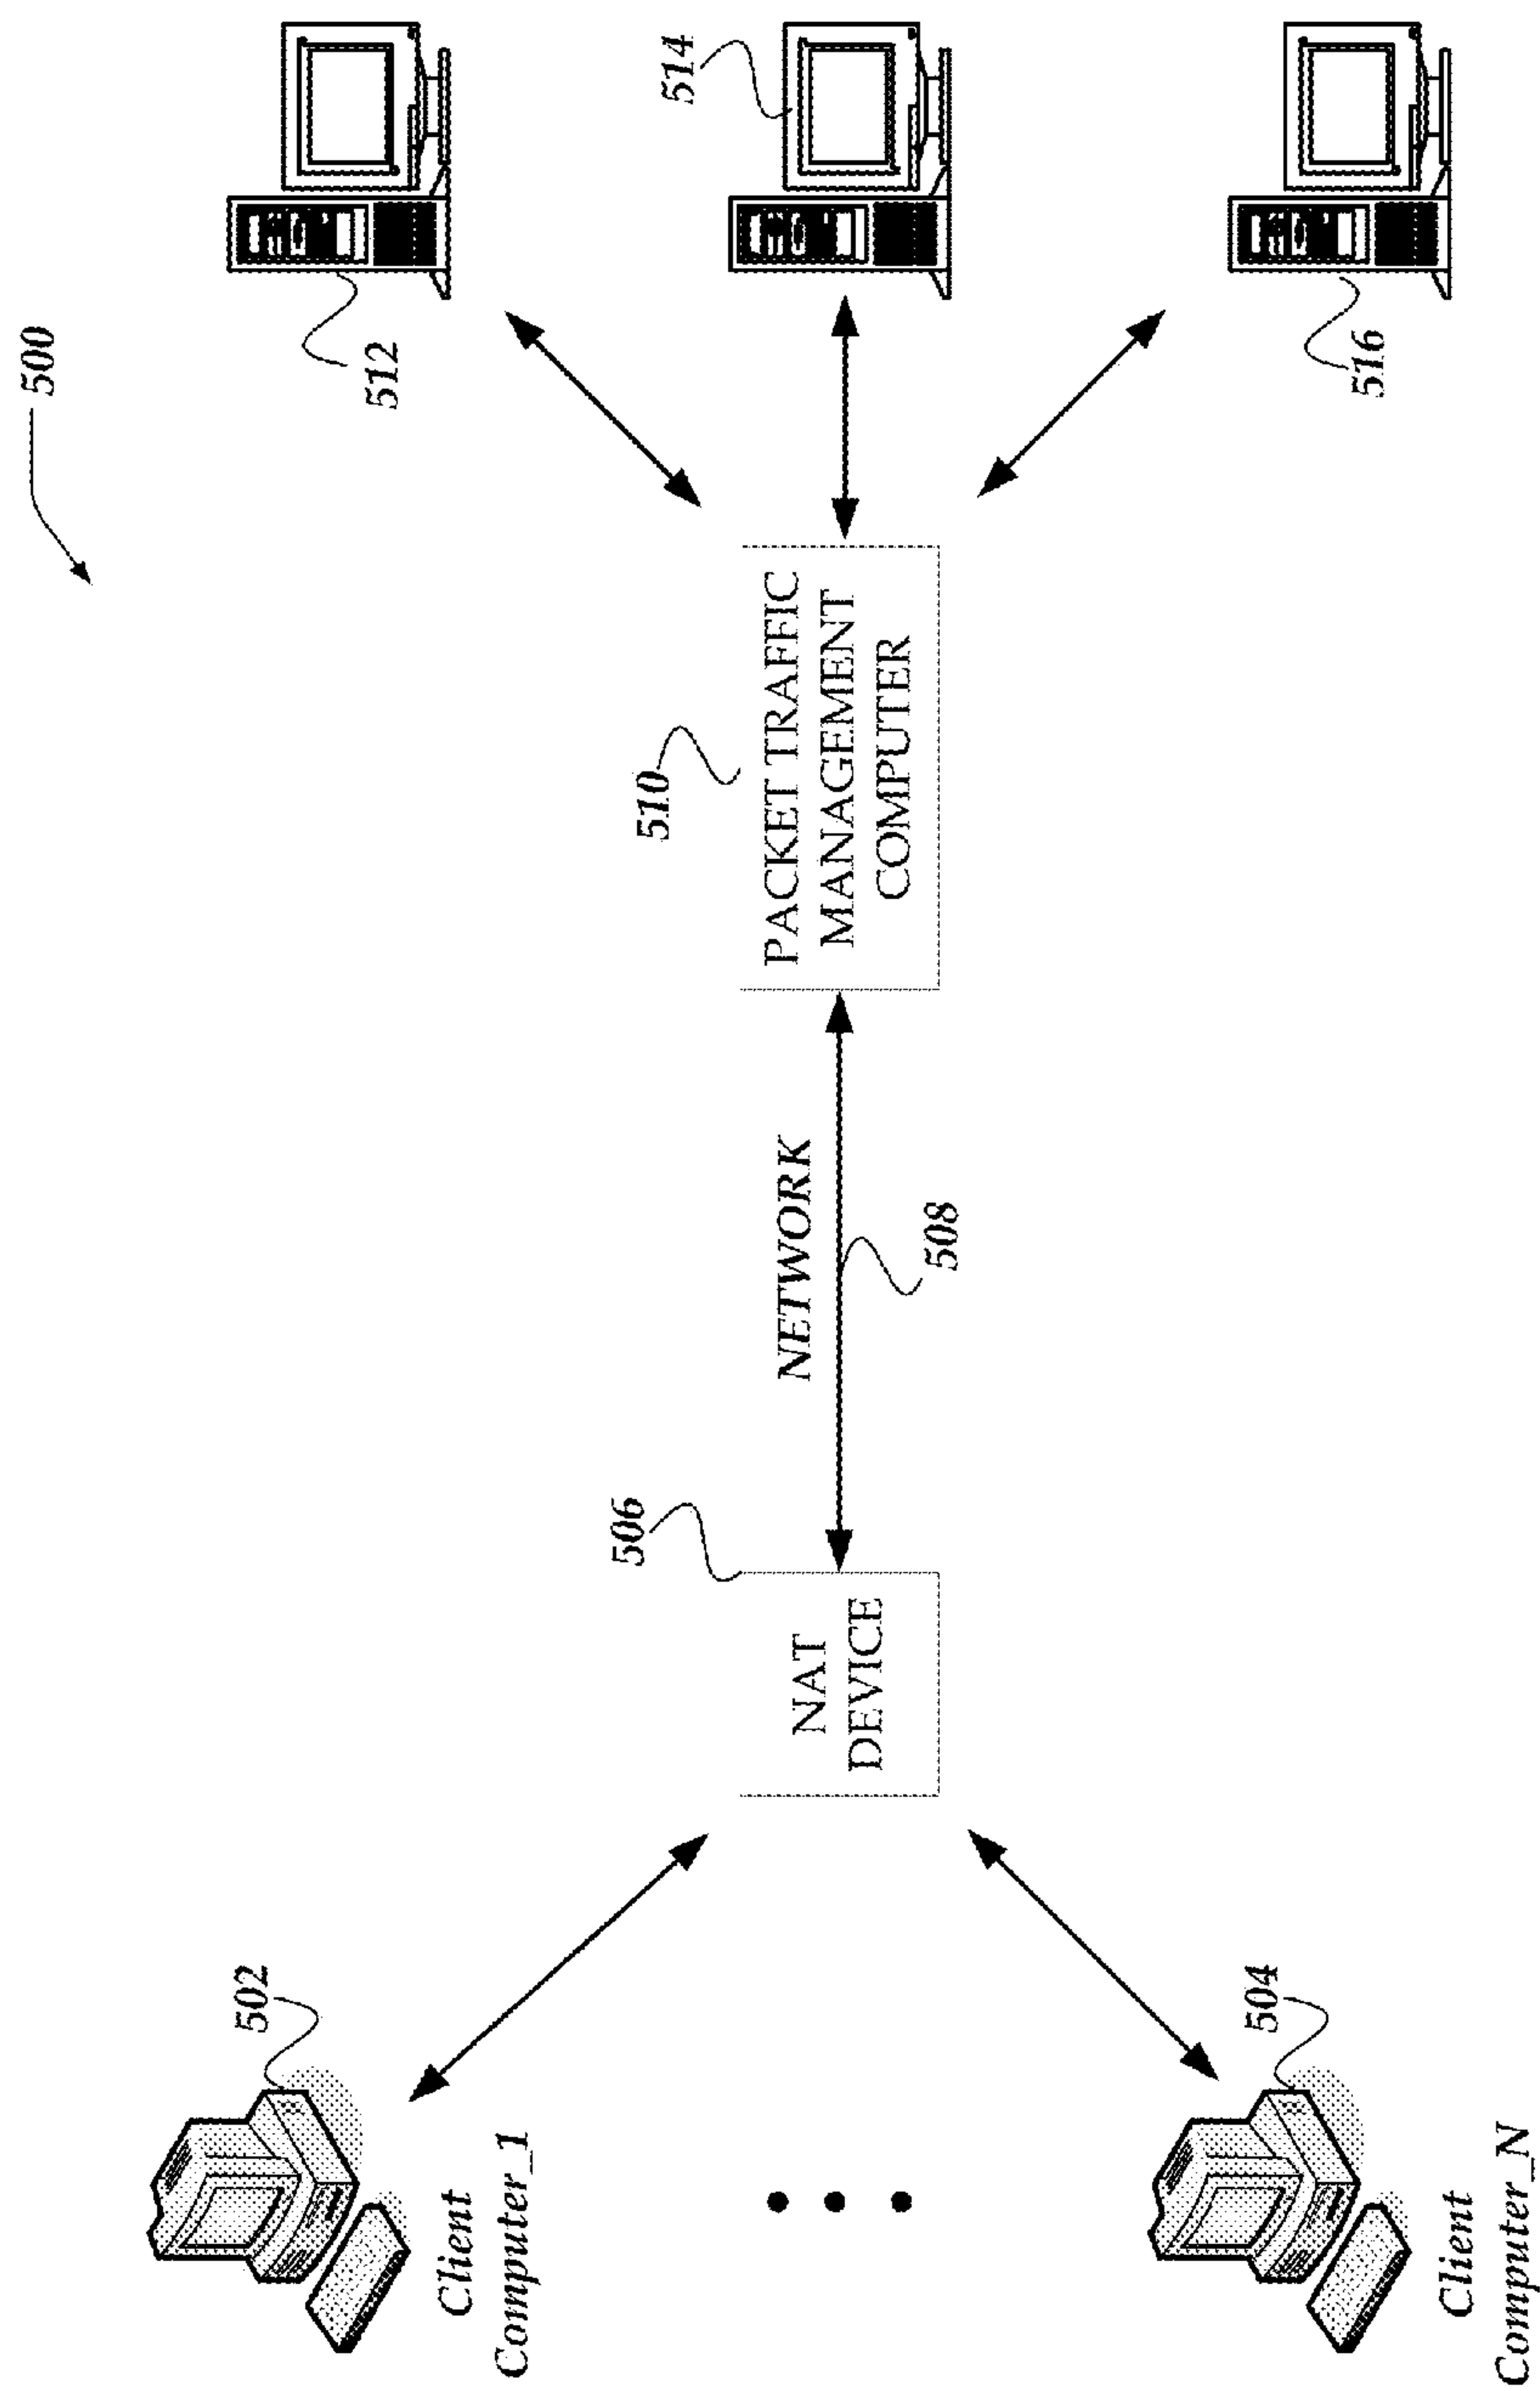 500
502
Client
Computer_1
504
Client
Computer_N
506
NAT
DEVICE
NETWORK
508
510
PACKET TRAFFIC
MANAGEMENT
COMPUTER
512
514
516